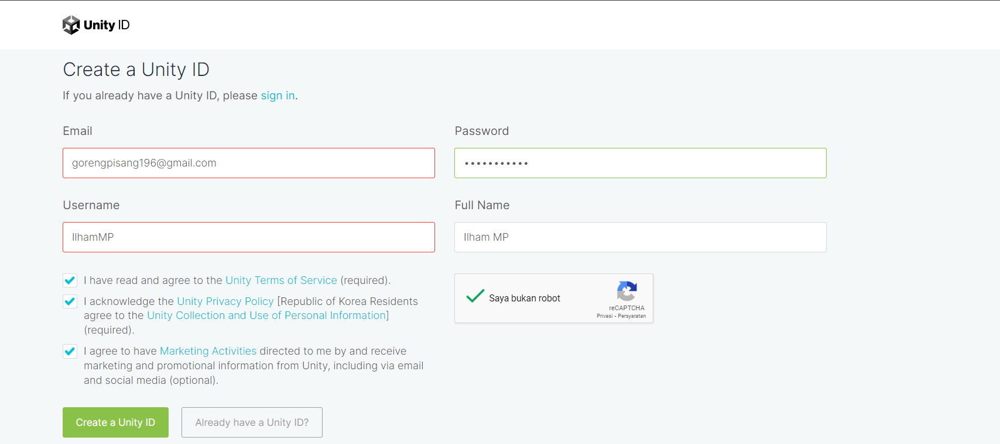 Unity ID
Create a Unity ID
If you already have a Unity ID, please sign in.
Email
Password
gorengpisang196@gmail.com
•••••••••••
Username
Full Name
IlhamMP
Ilham MP
I have read and agree to the Unity Terms of Service (required).
I acknowledge the Unity Privacy Policy [Republic of Korea Residents
agree to the Unity Collection and Use of Personal Information]
(required).
I agree to have Marketing Activities directed to me by and receive
marketing and promotional information from Unity, including via email
and social media (optional).
Saya bukan robot
reCAPTCHA
Privasi - Persyaratan
Create a Unity ID
Already have a Unity ID?